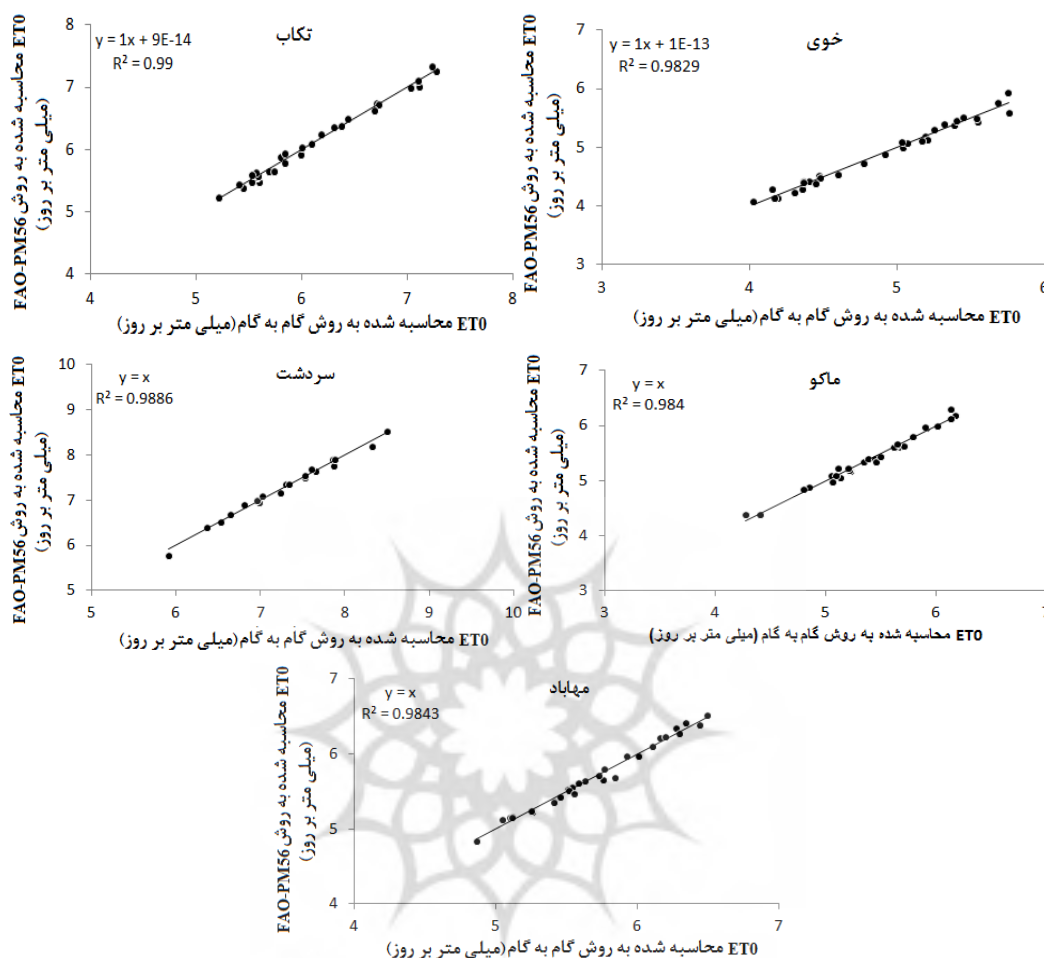 تکاب
y = 1x + 9E-14
R² = 0.99
ET0 محاسبه شده به روش FAO-PM56
(میلی متر بر روز)
8
7
6
5
4
4 5 6 7 8
ET0 محاسبه شده به روش گام به گام(میلی متر بر روز)
خوی
y = 1x + 1E-13
R² = 0.9829
ET0 محاسبه شده به روش FAO-PM56
(میلی متر بر روز)
7
6
5
4
3
3 4 5 6
ET0 محاسبه شده به روش گام به گام(میلی متر بر روز)
سردشت
y = x
R² = 0.9886
ET0 محاسبه شده به روش FAO-PM56
(میلی متر بر روز)
10
9
8
7
6
5
5 6 7 8 9 10
ET0 محاسبه شده به روش گام به گام(میلی متر بر روز)
ماکو
y = x
R² = 0.984
ET0 محاسبه شده به روش FAO-PM56
(میلی متر بر روز)
7
6
5
4
3
3 4 5 6 7
ET0 محاسبه شده به روش گام به گام (میلی متر بر روز)
مهاباد
y = x
R² = 0.9843
ET0 محاسبه شده به روش FAO-PM56
(میلی متر بر روز)
7
6
5
4
4 5 6 7
ET0 محاسبه شده به روش گام به گام(میلی متر بر روز)